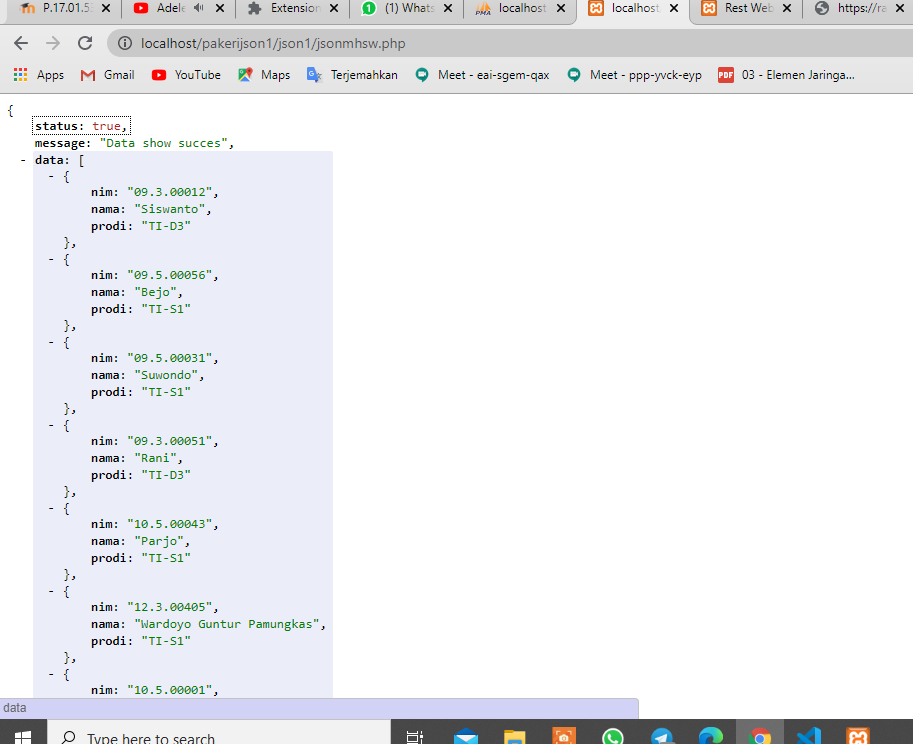 P.17.01.5
Adele
Extension
(1) Whats
localhost
localhost
Rest Web
https://ra
localhost/pakerijson1/json1/jsonmhsw.php
Apps Gmail YouTube Maps Terjemahkan Meet - eai-sgem-qax Meet - ppp-yvck-eyp PDF 03 - Elemen Jaringa...
{
status: true,
message: "Data show succes",
- data: [
- {
nim: "09.3.00012",
nama: "Siswanto",
prodi: "TI-D3"
},
- {
nim: "09.5.00056",
nama: "Bejo",
prodi: "TI-S1"
},
- {
nim: "09.5.00031",
nama: "Suwondo",
prodi: "TI-S1"
},
- {
nim: "09.3.00051",
nama: "Rani",
prodi: "TI-D3"
},
- {
nim: "10.5.00043",
nama: "Parjo",
prodi: "TI-S1"
},
- {
nim: "12.3.00405",
nama: "Wardoyo Guntur Pamungkas",
prodi: "TI-S1"
},
- {
nim: "10.5.00001",
data
Type here to search